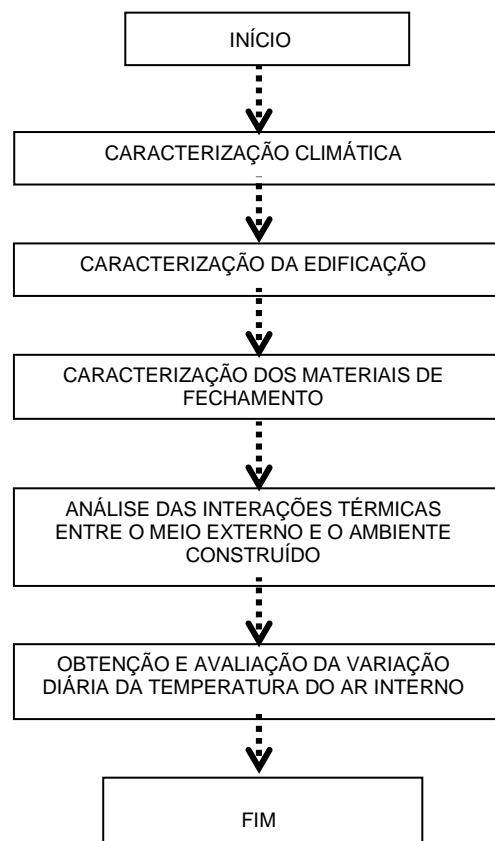 INÍCIO
CARACTERIZAÇÃO CLIMÁTICA
CARACTERIZAÇÃO DA EDIFICAÇÃO
CARACTERIZAÇÃO DOS MATERIAIS DE
FECHAMENTO
ANÁLISE DAS INTERAÇÕES TÉRMICAS
ENTRE O MEIO EXTERNO E O AMBIENTE
CONSTRUÍDO
OBTENÇÃO E AVALIAÇÃO DA VARIAÇÃO
DIÁRIA DA TEMPERATURA DO AR INTERNO
FIM